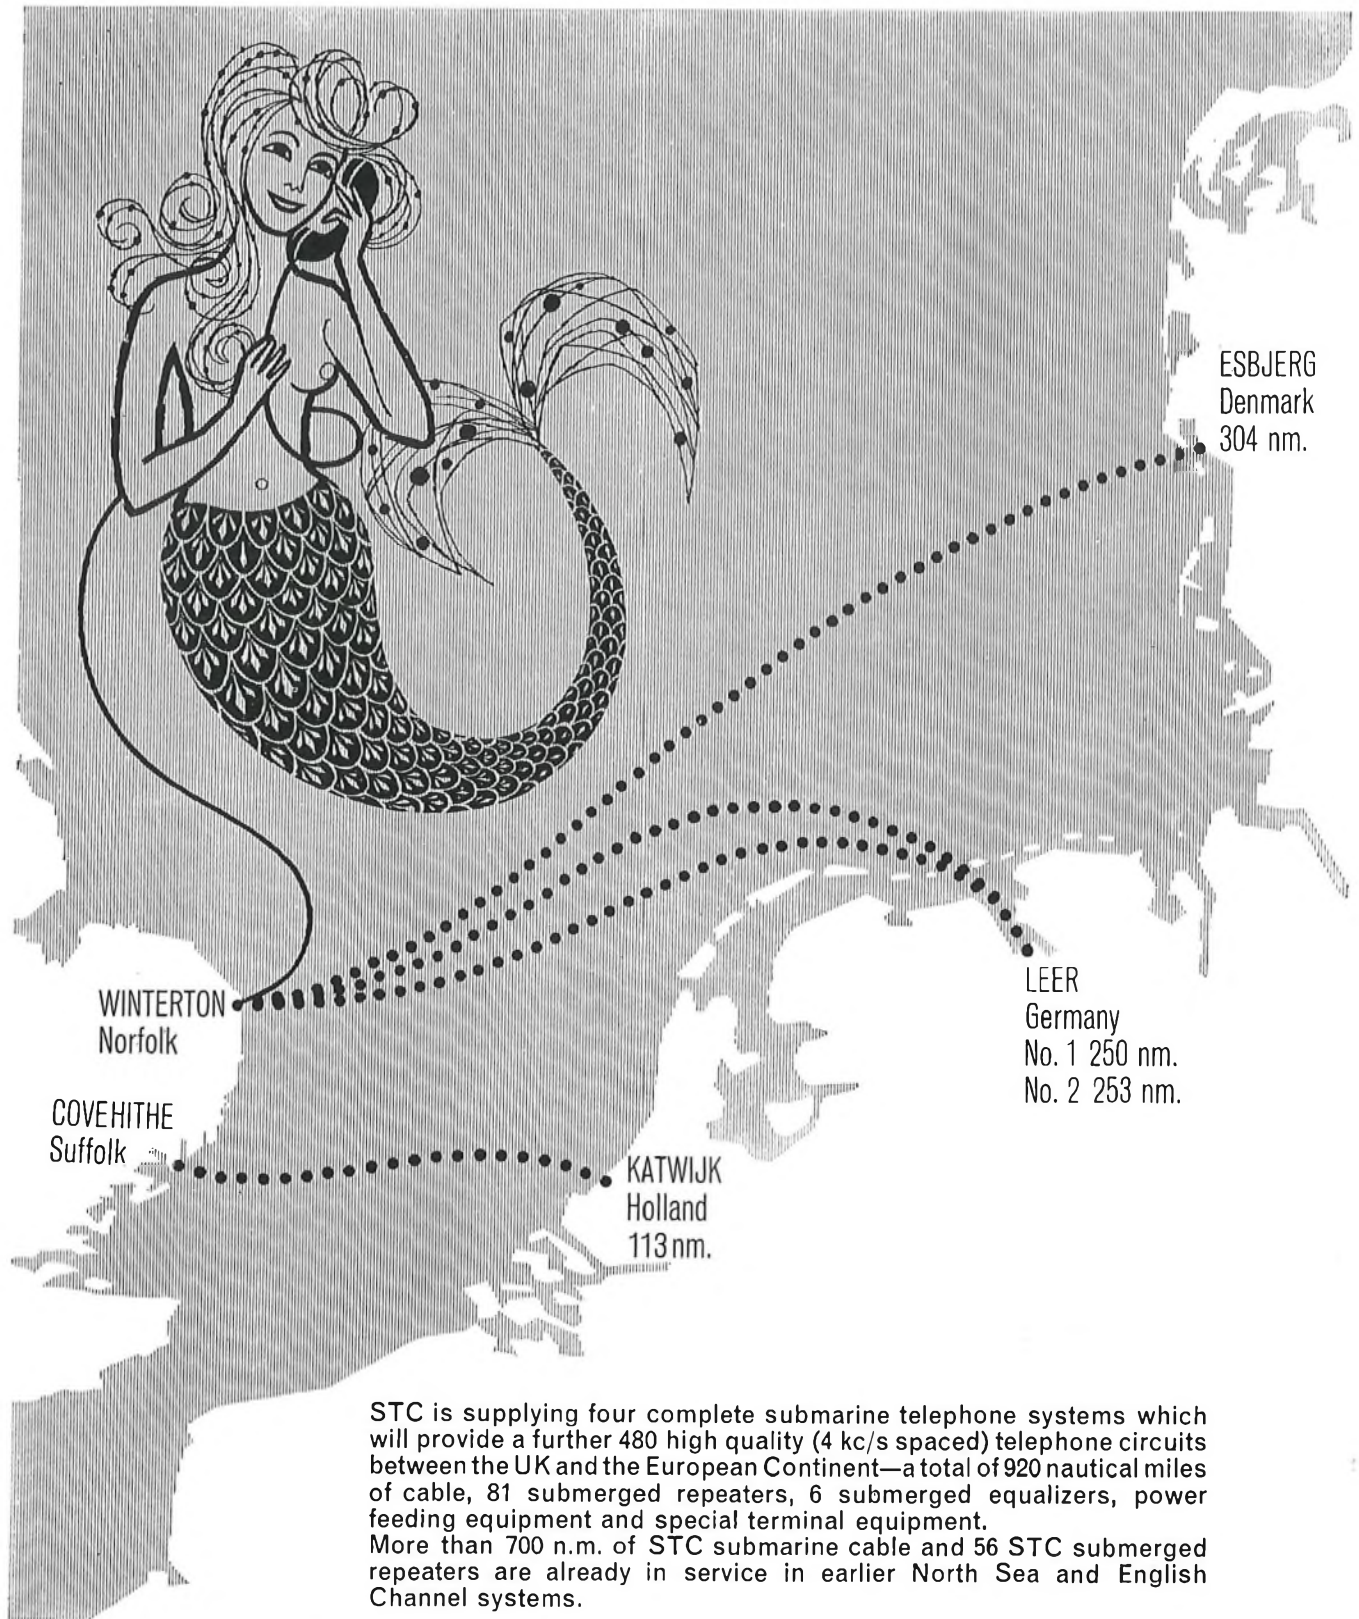 ESBJERG
Denmark
304 nm.
WINTERTON
Norfolk
LEER
Germany
No. 1 250 nm.
No. 2 253 nm.
COVEHITHE
Suffolk
KATWIJK
Holland
113 nm.
STC is supplying four complete submarine telephone systems which
will provide a further 480 high quality (4 kc/s spaced) telephone circuits
between the UK and the European Continent—a total of 920 nautical miles
of cable, 81 submerged repeaters, 6 submerged equalizers, power
feeding equipment and special terminal equipment.
More than 700 n.m. of STC submarine cable and 56 STC submerged
repeaters are already in service in earlier North Sea and English
Channel systems.